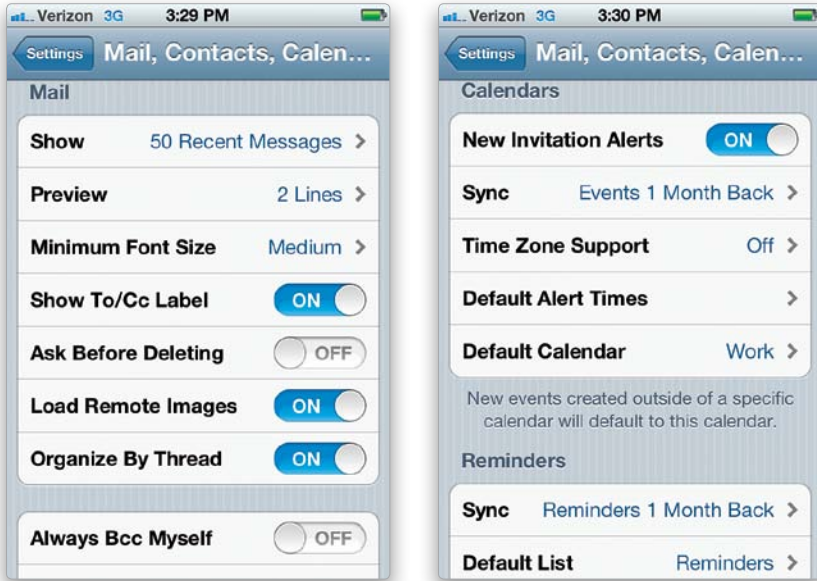 Verizon 3G 3:29 PM
Settings Mail, Contacts, Calen...
Mail
Show 50 Recent Messages >
Preview 2 Lines >
Minimum Font Size Medium >
Show To/Cc Label ON
Ask Before Deleting OFF
Load Remote Images ON
Organize By Thread ON
Always Bcc Myself OFF
Verizon 3G 3:30 PM
Settings Mail, Contacts, Calen...
Calendars
New Invitation Alerts ON
Sync Events 1 Month Back >
Time Zone Support Off >
Default Alert Times >
Default Calendar Work >
New events created outside of a specific
calendar will default to this calendar.
Reminders
Sync Reminders 1 Month Back >
Default List Reminders >